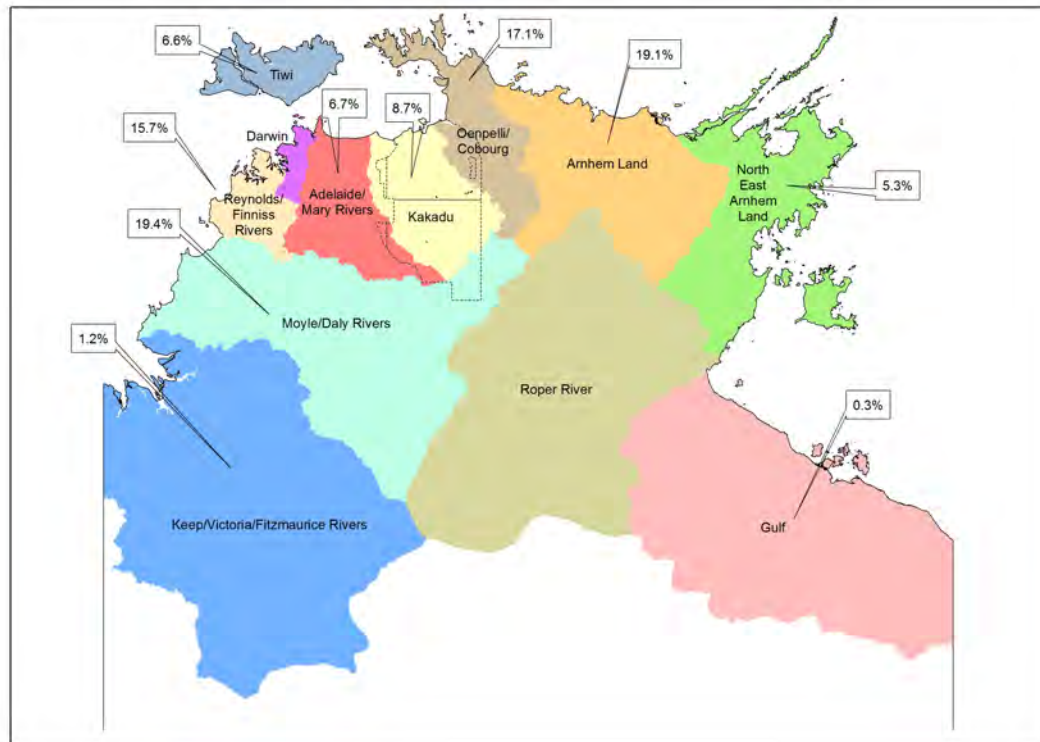 17.1%
6.6%
19.1%
Tiwi
6.7%
8.7%
15.7%
Darwin
Oenpelli/
Cobourg
Arnhem Land
North
East
Arnhem
Land
5.3%
Reynolds/
Finniss
Rivers
Adelaide/
Mary Rivers
Kakadu
19.4%
Moyle/Daly Rivers
1.2%
Roper River
0.3%
Keep/Victoria/Fitzmaurice Rivers
Gulf